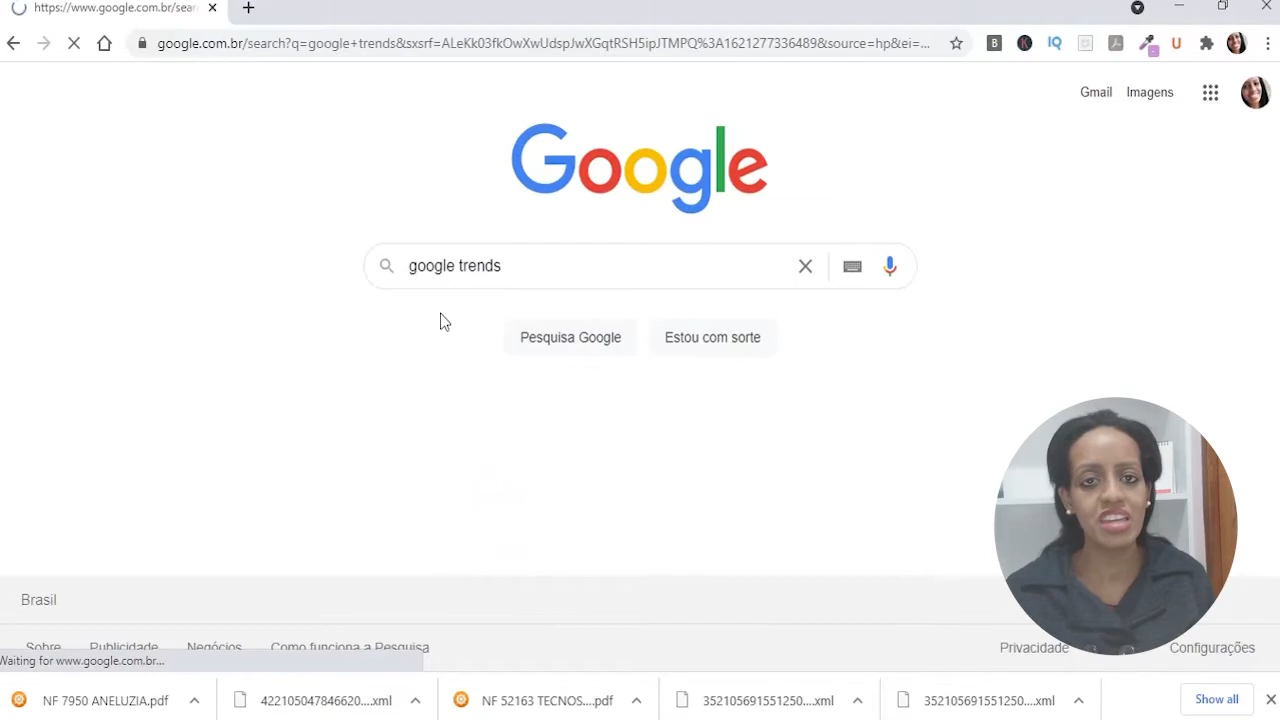 https://www.google.com.br/sear
google.com.br/search?q=google+trends&sxsrf=ALeKk03fkOwXwUdspJwXGqtRSH5ipJTMPQ%3A1621277336489&source=hp&ei=...
B
K
IQ
U
Gmail Imagens
Google
google trends
Pesquisa Google Estou com sorte
Brasil
Sobre Publicidade Negócios Como funciona a Pesquisa Privacidade Configurações
Waiting for www.google.com.br...
NF 7950 ANELUZIA.pdf 422105047846620....xml NF 52163 TECNOS....pdf 352105691551250....xml 352105691551250....xml Show all